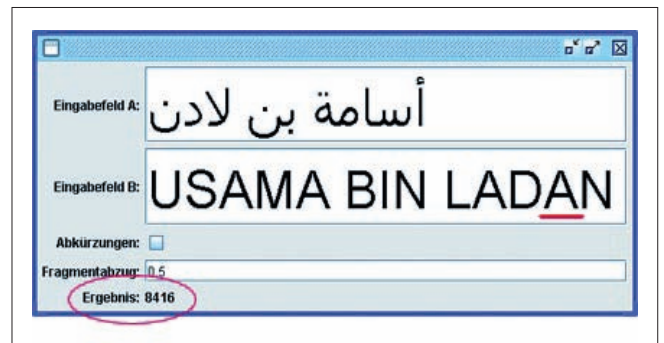 Eingabefeld A: أسامة بن لادن
Eingabefeld B: USAMA BIN LADAN
Abkürzungen:
Fragmentabzug: 0.5
Ergebnis: 8416